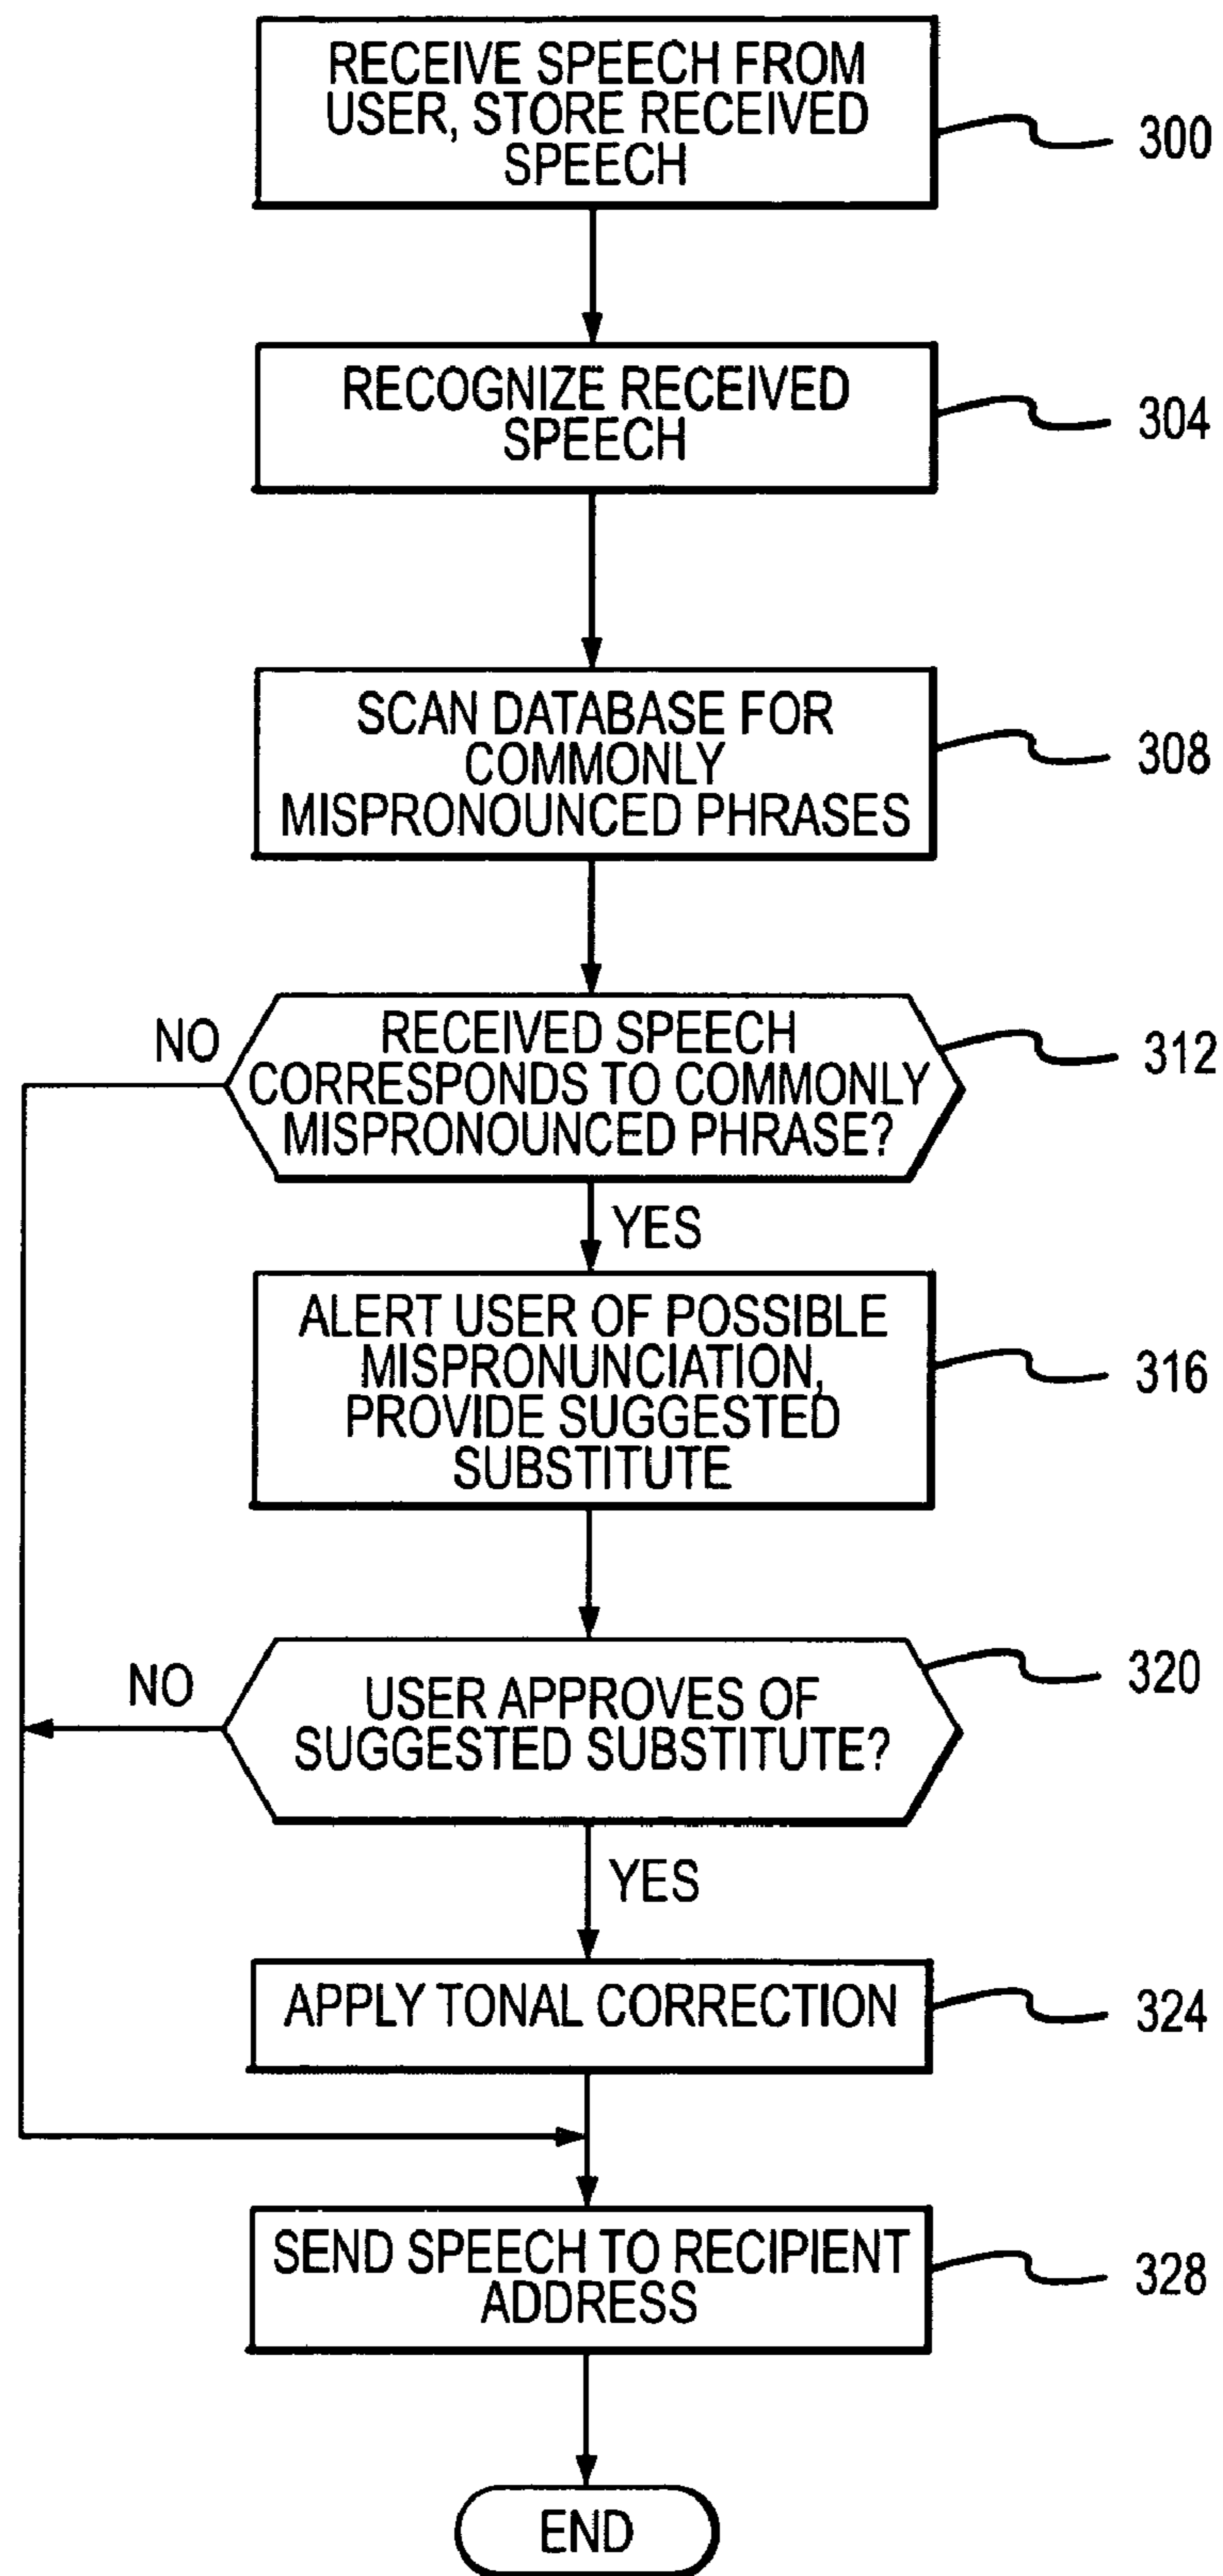 RECEIVE SPEECH FROM
USER, STORE RECEIVED
SPEECH
300
RECOGNIZE RECEIVED
SPEECH
304
SCAN DATABASE FOR
COMMONLY
MISPRONOUNCED PHRASES
308
NO
RECEIVED SPEECH
CORRESPONDS TO COMMONLY
MISPRONOUNCED PHRASE?
312
YES
ALERT USER OF POSSIBLE
MISPRONUNCIATION,
PROVIDE SUGGESTED
SUBSTITUTE
316
NO
USER APPROVES OF
SUGGESTED SUBSTITUTE?
320
YES
APPLY TONAL CORRECTION
324
SEND SPEECH TO RECIPIENT
ADDRESS
328
END